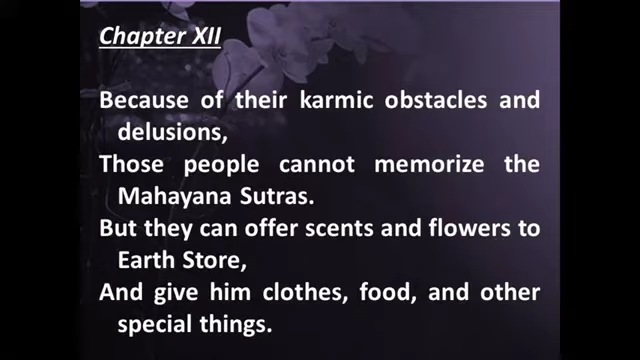 Chapter XII
Because of their karmic obstacles and
delusions,
Those people cannot memorize the
Mahayana Sutras.
But they can offer scents and flowers to
Earth Store,
And give him clothes, food, and other
special things.